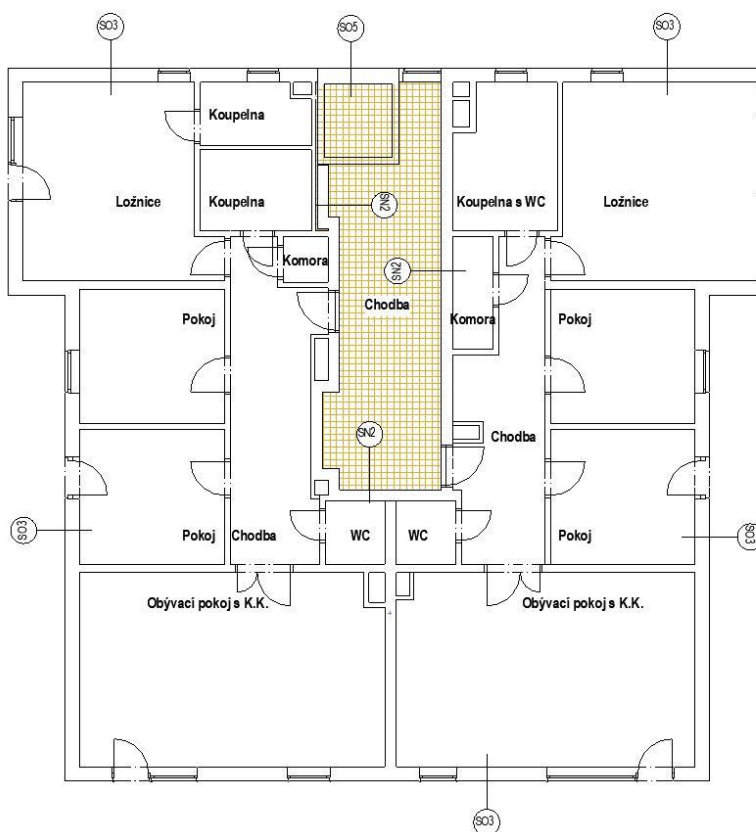 SO3
SO5
SO3
Koupelna
Ložnice
Koupelna
SN2
Koupelna s WC
Ložnice
Komora
SN2
Chodba
Pokoj
Komora
Pokoj
SN2
Chodba
SO3
Pokoj
Chodba
WC
WC
Pokoj
SO3
Obývací pokoj s K.K.
Obývací pokoj s K.K.
SO3